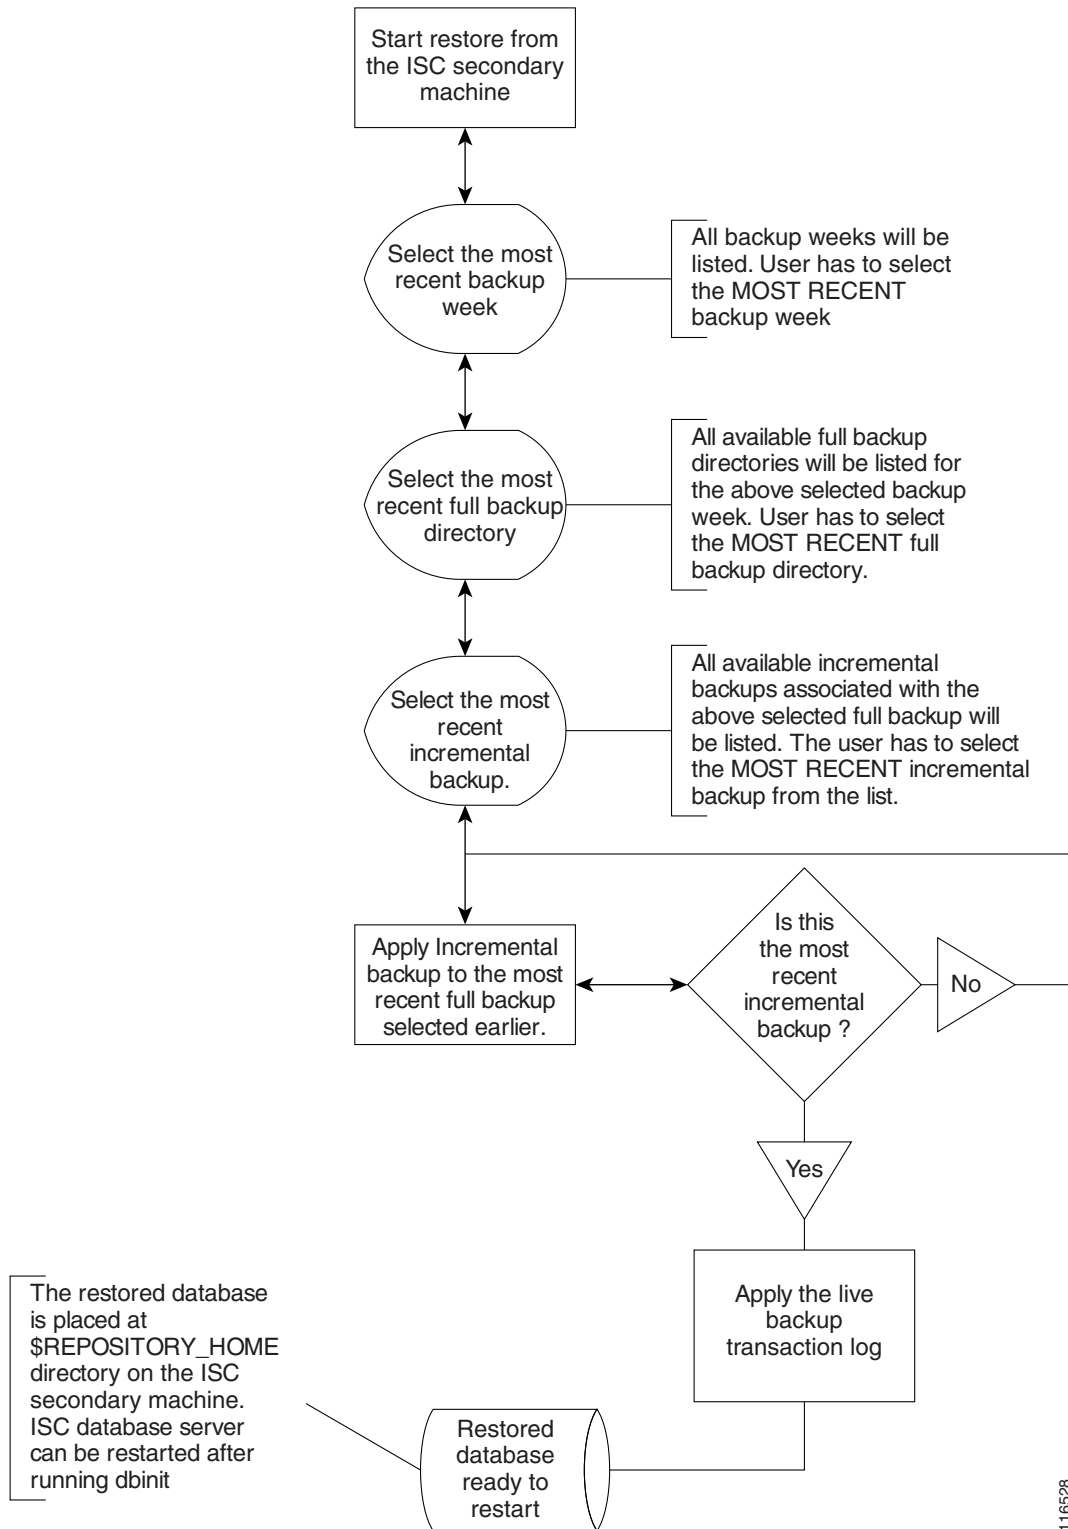 Start restore from
the ISC secondary
machine
Select the most
recent backup
week
All backup weeks will be
listed. User has to select
the MOST RECENT
backup week
Select the most
recent full backup
directory
All available full backup
directories will be listed for
the above selected backup
week. User has to select
the MOST RECENT full
backup directory.
Select the most
recent
incremental
backup.
All available incremental
backups associated with the
above selected full backup will
be listed. The user has to select
the MOST RECENT incremental
backup from the list.
Apply Incremental
backup to the most
recent full backup
selected earlier.
Is this
the most
recent
incremental
backup ?
No
Yes
Apply the live
backup
transaction log
The restored database
is placed at
$REPOSITORY_HOME
directory on the ISC
secondary machine.
ISC database server
can be restarted after
running dbinit
Restored
database
ready to
restart
116528